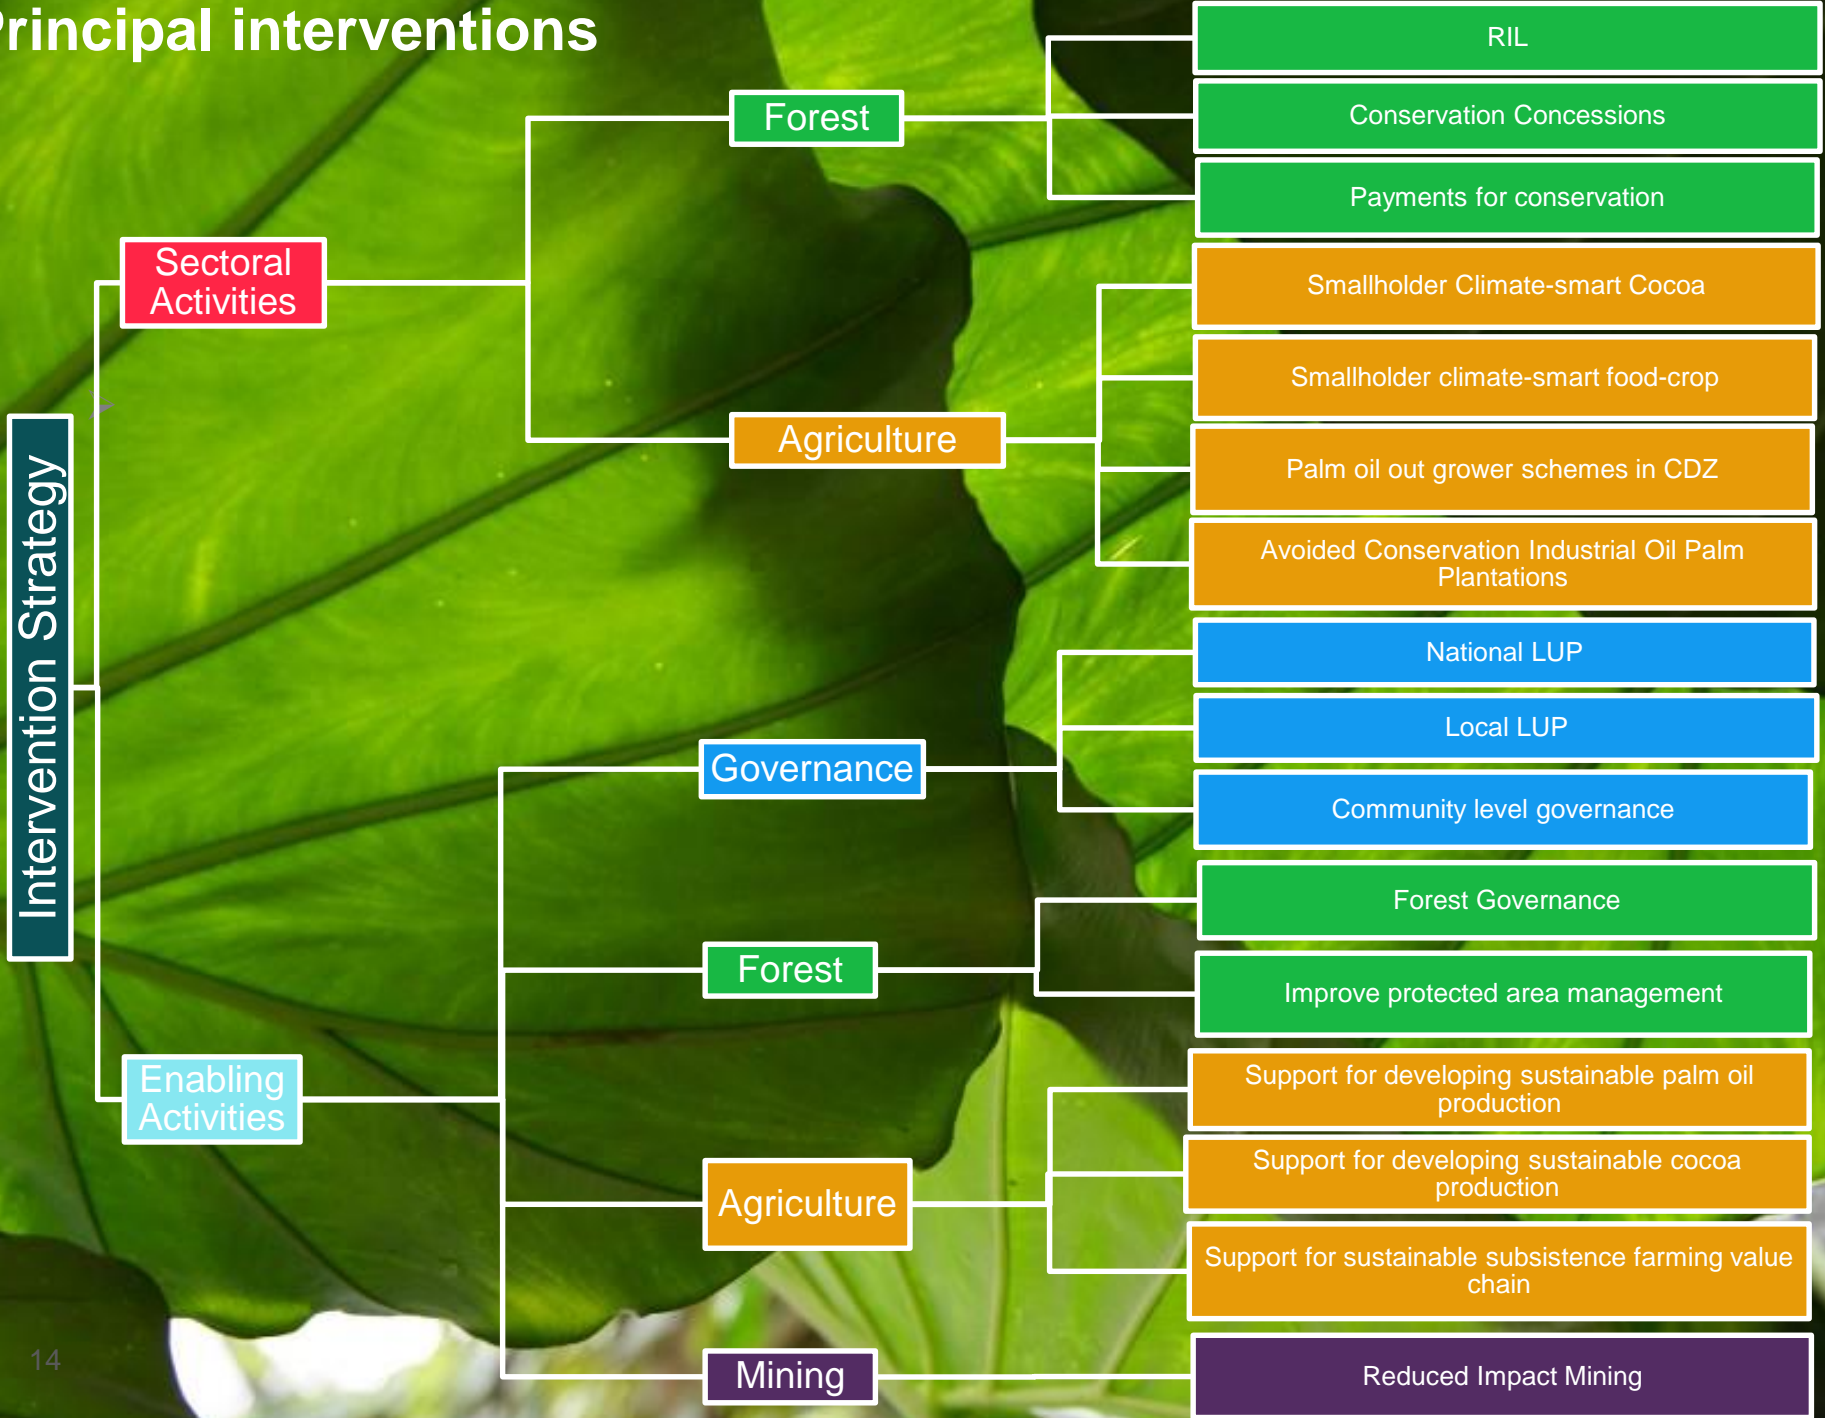 Principal interventions
Intervention Strategy
Sectoral
Activities
Forest
RIL
Conservation Concessions
Payments for conservation
Agriculture
Smallholder Climate-smart Cocoa
Smallholder climate-smart food-crop
Palm oil out grower schemes in CDZ
Avoided Conservation Industrial Oil Palm
Plantations
Enabling
Activities
Governance
National LUP
Local LUP
Community level governance
Forest
Forest Governance
Improve protected area management
Agriculture
Support for developing sustainable palm oil
production
Support for developing sustainable cocoa
production
Support for sustainable subsistence farming value
chain
Mining
Reduced Impact Mining
14